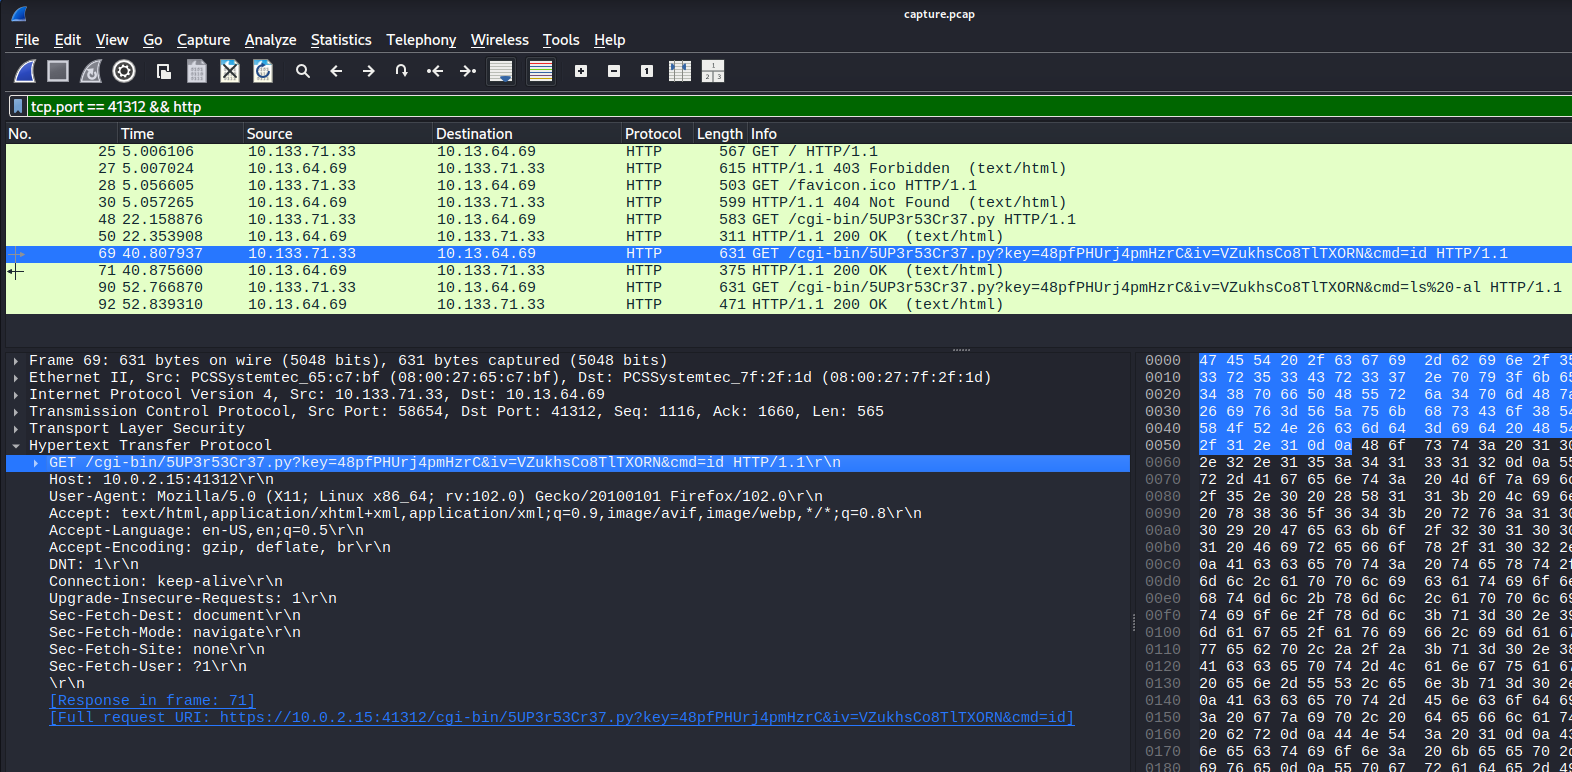 capture.pcap
File Edit View Go Capture Analyze Statistics Telephony Wireless Tools Help
tcp.port == 41312 && http
No. Time Source Destination Protocol Length Info
25 5.006106 10.133.71.33 10.13.64.69 HTTP 567 GET / HTTP/1.1
27 5.007024 10.13.64.69 10.133.71.33 HTTP 615 HTTP/1.1 403 Forbidden (text/html)
28 5.056605 10.133.71.33 10.13.64.69 HTTP 503 GET /favicon.ico HTTP/1.1
30 5.057265 10.13.64.69 10.133.71.33 HTTP 599 HTTP/1.1 404 Not Found (text/html)
48 22.158876 10.133.71.33 10.13.64.69 HTTP 583 GET /cgi-bin/5UP3r53Cr37.py HTTP/1.1
50 22.353908 10.13.64.69 10.133.71.33 HTTP 311 HTTP/1.1 200 OK (text/html)
69 40.807937 10.133.71.33 10.13.64.69 HTTP 631 GET /cgi-bin/5UP3r53Cr37.py?key=48pfPHUrj4pmHzrC&iv=VZukhsCo8TlTXORN&cmd=id HTTP/1.1
71 40.875600 10.13.64.69 10.133.71.33 HTTP 375 HTTP/1.1 200 OK (text/html)
90 52.766870 10.133.71.33 10.13.64.69 HTTP 631 GET /cgi-bin/5UP3r53Cr37.py?key=48pfPHUrj4pmHzrC&iv=VZukhsCo8TlTXORN&cmd=ls%20-al HTTP/1.1
92 52.839310 10.13.64.69 10.133.71.33 HTTP 471 HTTP/1.1 200 OK (text/html)
Frame 69: 631 bytes on wire (5048 bits), 631 bytes captured (5048 bits)
Ethernet II, Src: PCSSystemtec_65:c7:bf (08:00:27:65:c7:bf), Dst: PCSSystemtec_7f:2f:1d (08:00:27:7f:2f:1d)
Internet Protocol Version 4, Src: 10.133.71.33, Dst: 10.13.64.69
Transmission Control Protocol, Src Port: 58654, Dst Port: 41312, Seq: 1116, Ack: 1660, Len: 565
Transport Layer Security
Hypertext Transfer Protocol
GET /cgi-bin/5UP3r53Cr37.py?key=48pfPHUrj4pmHzrC&iv=VZukhsCo8TlTXORN&cmd=id HTTP/1.1\r\n
Host: 10.0.2.15:41312\r\n
User-Agent: Mozilla/5.0 (X11; Linux x86_64; rv:102.0) Gecko/20100101 Firefox/102.0\r\n
Accept: text/html,application/xhtml+xml,application/xml;q=0.9,image/avif,image/webp,*/*;q=0.8\r\n
Accept-Language: en-US,en;q=0.5\r\n
Accept-Encoding: gzip, deflate, br\r\n
DNT: 1\r\n
Connection: keep-alive\r\n
Upgrade-Insecure-Requests: 1\r\n
Sec-Fetch-Dest: document\r\n
Sec-Fetch-Mode: navigate\r\n
Sec-Fetch-Site: none\r\n
Sec-Fetch-User: ?1\r\n
\r\n
[Response in frame: 71]
[Full request URI: https://10.0.2.15:41312/cgi-bin/5UP3r53Cr37.py?key=48pfPHUrj4pmHzrC&iv=VZukhsCo8TlTXORN&cmd=id]
0000 47 45 54 20 2f 63 67 69 2d 62 69 6e 2f 35
0010 33 72 35 33 43 72 33 37 2e 70 79 3f 6b 65
0020 34 38 70 66 50 48 55 72 6a 34 70 6d 48 7a
0030 26 69 76 3d 56 5a 75 6b 68 73 43 6f 38 54
0040 58 4f 52 4e 26 63 6d 64 3d 69 64 20 48 54
0050 2f 31 2e 31 0d 0a 48 6f 73 74 3a 20 31 30
0060 2e 32 2e 31 35 3a 34 31 33 31 32 0d 0a 55
0070 72 2d 41 67 65 6e 74 3a 20 4d 6f 7a 69 6c
0080 2f 35 2e 30 20 28 58 31 31 3b 20 4c 69 6e
0090 20 78 38 36 5f 36 34 3b 20 72 76 3a 31 30
00a0 30 29 20 47 65 63 6b 6f 2f 32 30 31 30 30
00b0 31 20 46 69 72 65 66 6f 78 2f 31 30 32 2e
00c0 0a 41 63 63 65 70 74 3a 20 74 65 78 74 2f
00d0 6d 6c 2c 61 70 70 6c 69 63 61 74 69 6f 6e
00e0 68 74 6d 6c 2b 78 6d 6c 2c 61 70 70 6c 69
00f0 74 69 6f 6e 2f 78 6d 6c 3b 71 3d 30 2e 39
0100 6d 61 67 65 2f 61 76 69 66 2c 69 6d 61 67
0110 77 65 62 70 2c 2a 2f 2a 3b 71 3d 30 2e 38
0120 41 63 63 65 70 74 2d 4c 61 6e 67 75 61 67
0130 20 65 6e 2d 55 53 2c 65 6e 3b 71 3d 30 2e
0140 0a 41 63 63 65 70 74 2d 45 6e 63 6f 64 69
0150 3a 20 67 7a 69 70 2c 20 64 65 66 6c 61 74
0160 20 62 72 0d 0a 44 4e 54 3a 20 31 0d 0a 43
0170 6e 65 63 74 69 6f 6e 3a 20 6b 65 65 70 2d
0180 69 76 65 0d 0a 55 70 67 72 61 64 65 2d 49